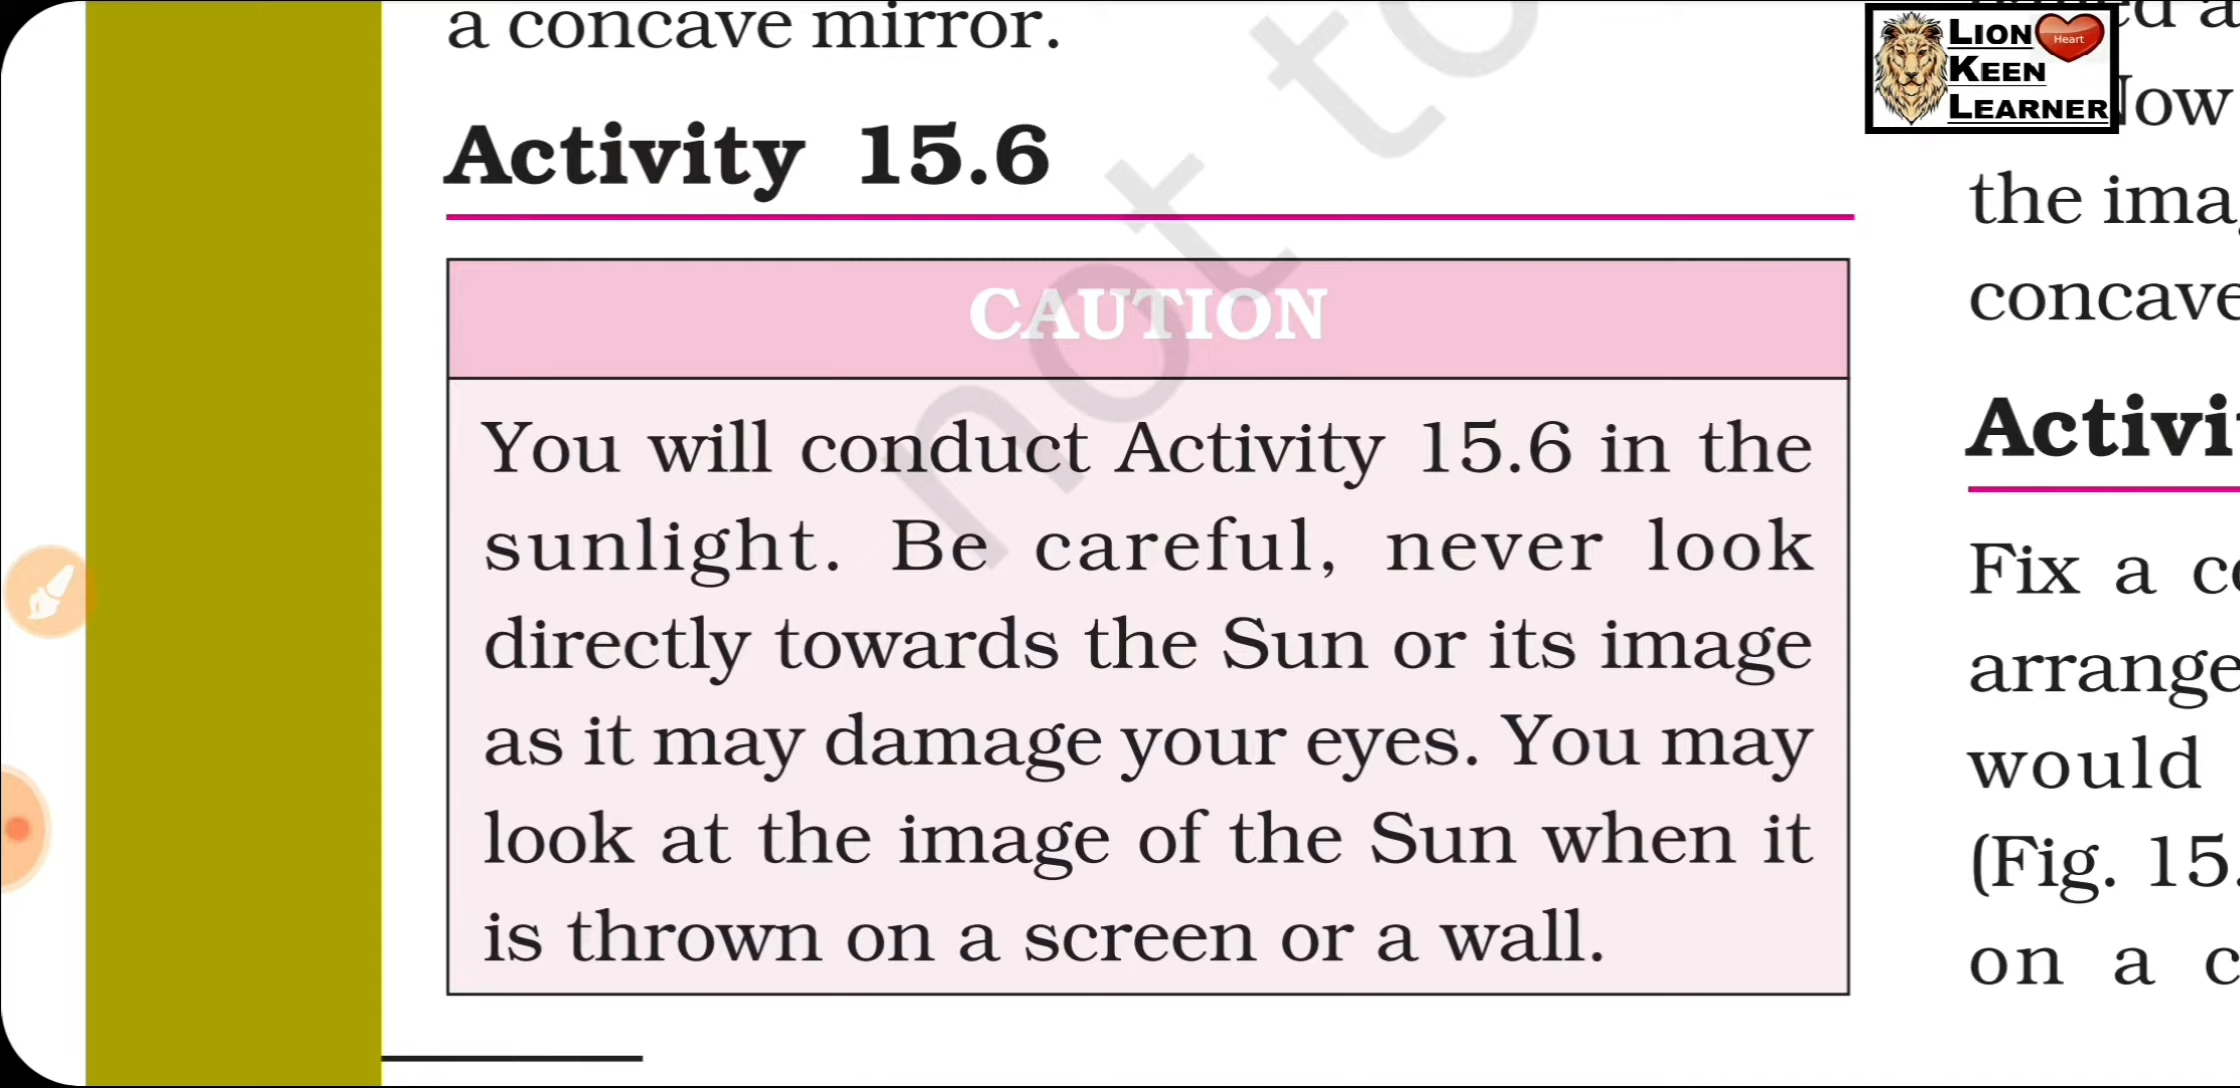 a concave mirror.
Activity 15.6
CAUTION
You will conduct Activity 15.6 in the
sunlight. Be careful, never look
directly towards the Sun or its image
as it may damage your eyes. You may
look at the image of the Sun when it
is thrown on a screen or a wall.
not to
LION Heart
KEEN
LEARNER
the
concave
Fix a
arrange
would
(Fig. 15.
on a